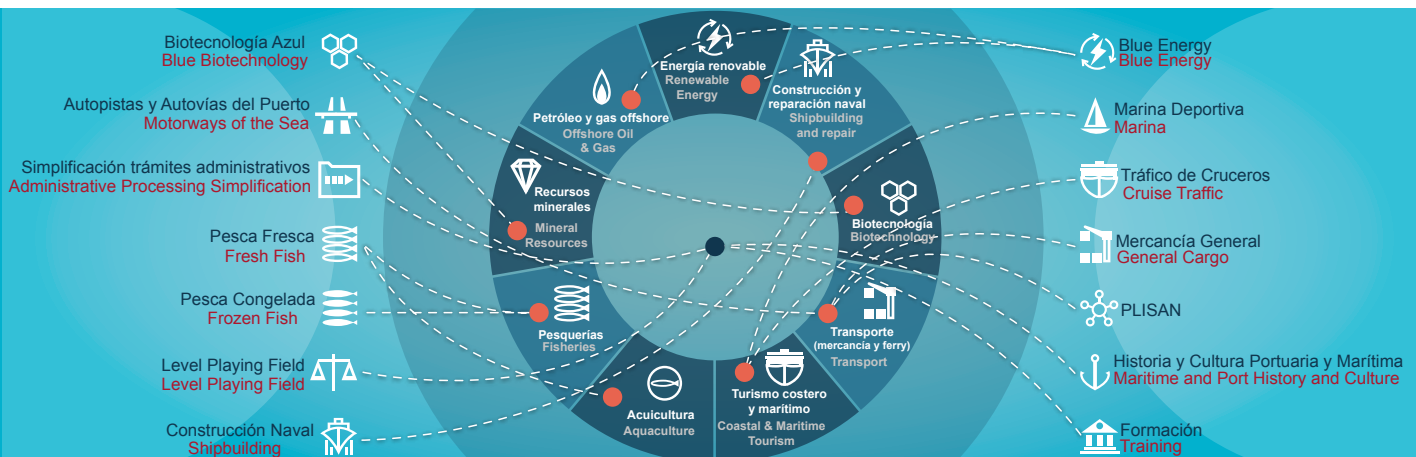 Biotecnología Azul
Blue Biotechnology
Autopistas y Autovías del Puerto
Motorways of the Sea
Simplificación trámites administrativos
Administrative Processing Simplification
Pesca Fresca
Fresh Fish
Pesca Congelada
Frozen Fish
Level Playing Field
Level Playing Field
Construcción Naval
Shipbuilding
Energía renovable
Renewable
Energy
Construcción y
reparación naval
Shipbuilding
and repair
Petróleo y gas offshore
Offshore Oil
& Gas
Recursos
minerales
Mineral
Resources
Biotecnología
Biotechnology
Pesquerías
Fisheries
Transporte
(mercancia y ferry)
Transport
Acuicultura
Aquaculture
Turismo costero
y marítimo
Coastal & Maritime
Tourism
Blue Energy
Blue Energy
Marina Deportiva
Marina
Tráfico de Cruceros
Cruise Traffic
Mercancía General
General Cargo
PLISAN
Historia y Cultura Portuaria y Marítima
Maritime and Port History and Culture
Formación
Training